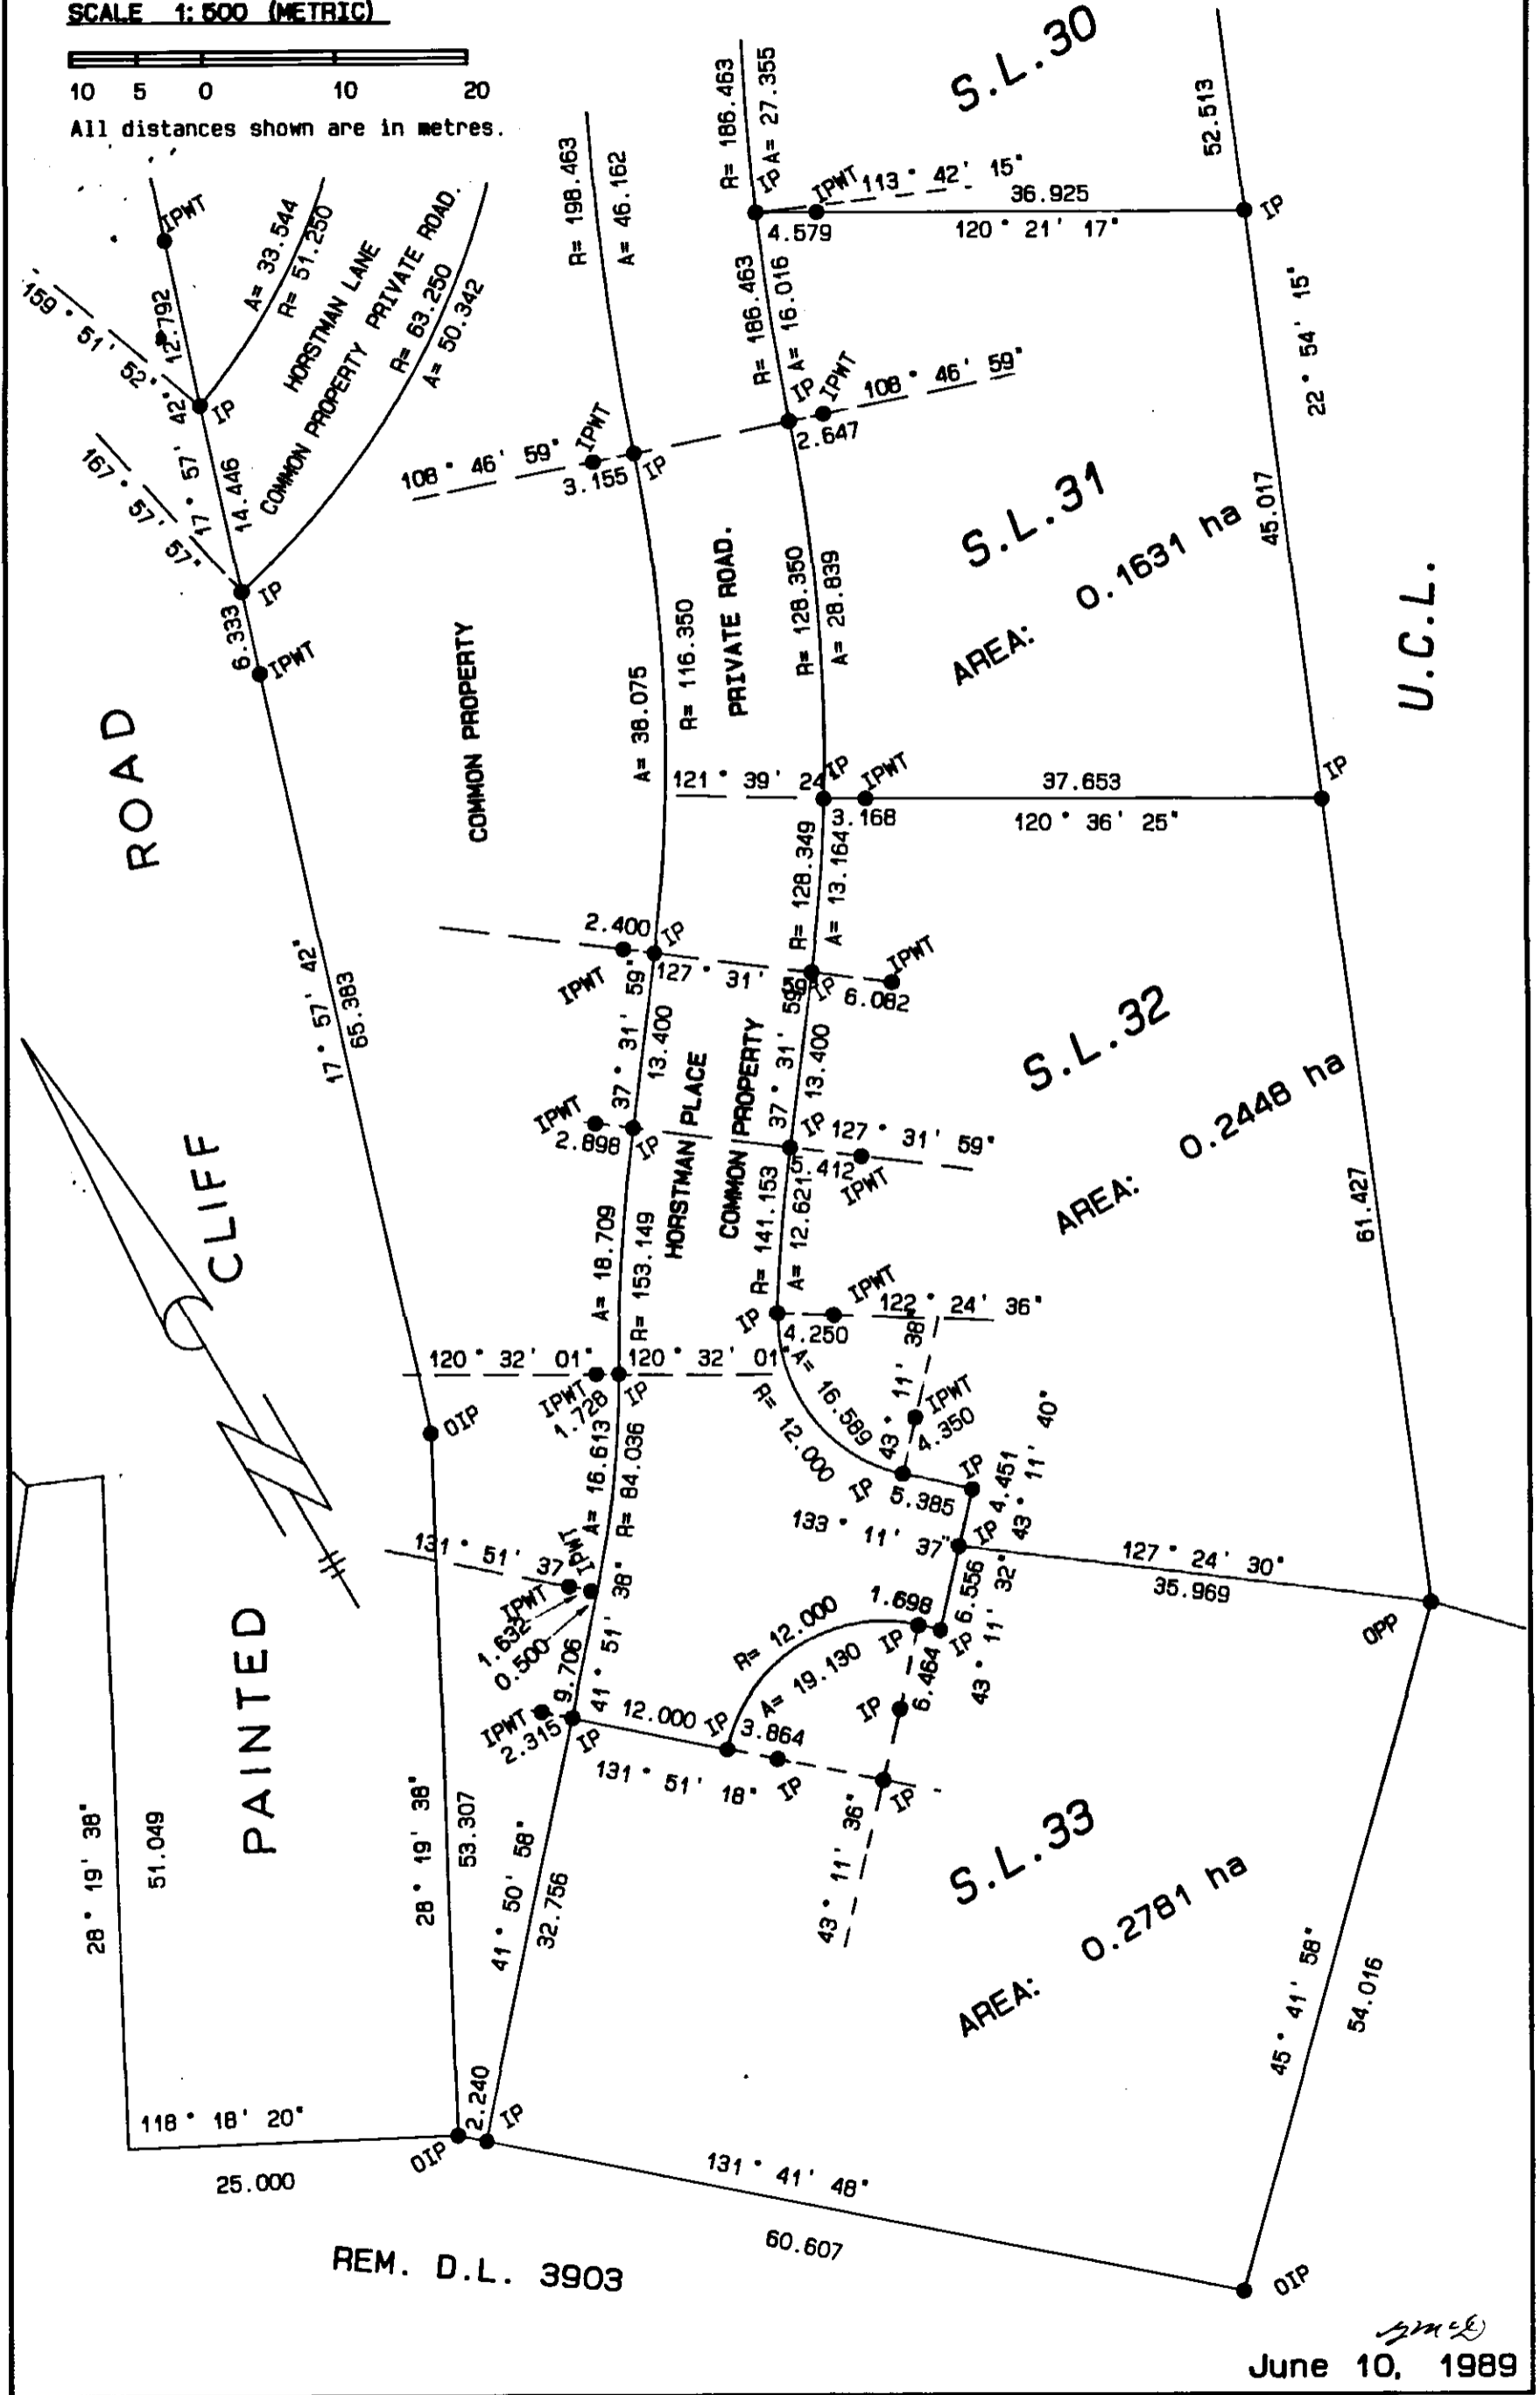 SCALE 1:500 (METRIC)
10 5 0 10 20
All distances shown are in metres.
R= 186.463
A= 27.355
S.L.30
52.513
R= 198.463
A= 46.162
IP
IPWT
113° 42' 15"
36.925
4.579
120° 21' 17"
IP
IPWT
159° 51' 52"
12.792
A= 33.544
R= 51.250
HORSTMAN LANE
COMMON PROPERTY PRIVATE ROAD.
R= 63.250
A= 50.342
IP
17° 57' 42"
14.446
167° 57' 57"
IP
6.333
IPWT
R= 186.463
A= 16.016
22° 54' 15"
45.017
IP
IPWT
108° 46' 59"
2.647
108° 46' 59"
IPWT
3.155
IP
S.L.31
AREA: 0.1631 ha
U.C.L.
COMMON PROPERTY
A= 38.075
R= 116.350
PRIVATE ROAD.
R= 128.350
A= 28.839
121° 39' 24"
IP
IPWT
3.168
37.653
120° 36' 25"
IP
ROAD
17° 57' 42"
65.383
R= 128.349
A= 13.164
2.400
IP
IPWT
127° 31' 59"
IP
IPWT
6.082
37° 31' 59"
13.400
37° 31' 59"
13.400
HORSTMAN PLACE
COMMON PROPERTY
S.L.32
AREA: 0.2448 ha
61.427
IPWT
2.898
IP
IP
127° 31' 59"
5.412
IPWT
CLIFF
A= 18.709
R= 153.149
R= 141.153
A= 12.621
IP
IPWT
4.250
122° 24' 36"
120° 32' 01"
120° 32' 01"
IPWT
1.728
IP
OIP
A= 16.589
R= 12.000
43° 11' 38"
IPWT
4.350
IP
5.385
IP
4.451
43° 11' 40"
A= 16.613
R= 84.036
133° 11' 37"
IP
127° 24' 30"
35.969
OPP
131° 51' 37"
IPWT
IP
IPWT
1.632
0.500
9.706
41° 51' 38"
6.556
43° 11' 32"
1.698
IP
IP
R= 12.000
A= 19.130
6.464
IP
43° 11' 36"
IPWT
2.315
IP
12.000
131° 51' 18"
IP
3.864
IP
IP
PAINTED
28° 19' 38"
51.049
28° 19' 38"
53.307
41° 50' 58"
32.756
S.L.33
AREA: 0.2781 ha
45° 41' 58"
54.016
118° 18' 20"
25.000
OIP
2.240
IP
131° 41' 48"
60.607
OIP
REM. D.L. 3903
June 10, 1989